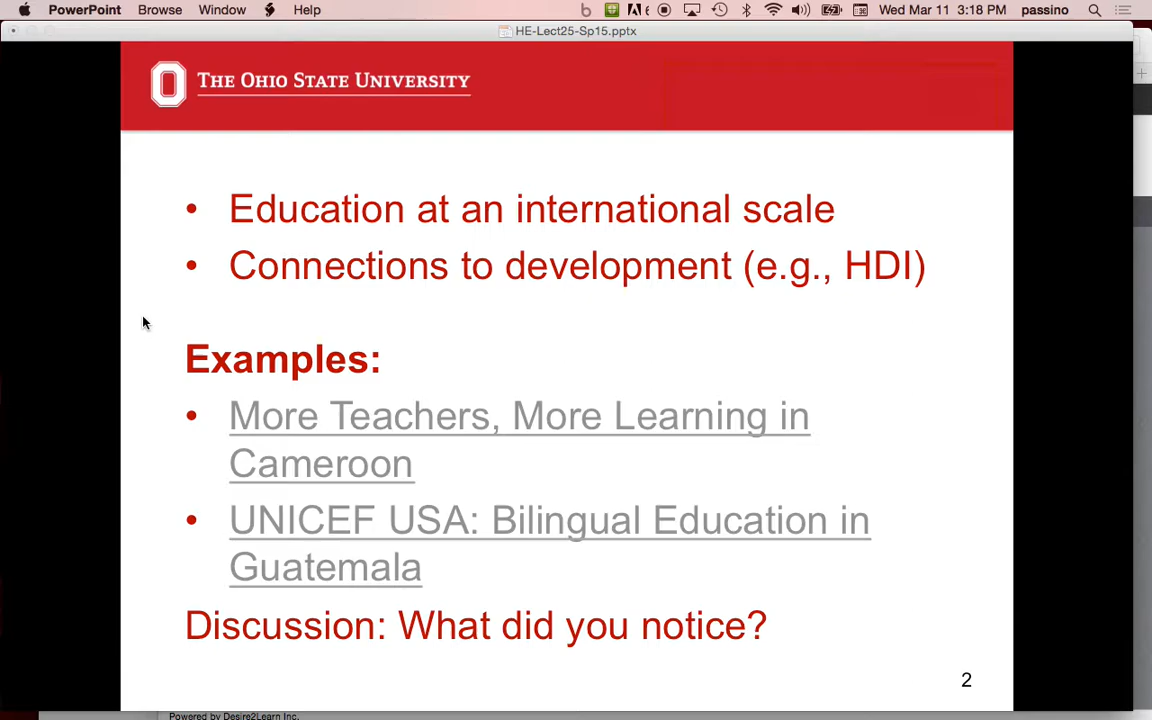 PowerPoint Browse Window Help Wed Mar 11 3:18 PM passino
HE-Lect25-Sp15.pptx
THE OHIO STATE UNIVERSITY
• Education at an international scale
• Connections to development (e.g., HDI)
Examples:
• More Teachers, More Learning in
Cameroon
• UNICEF USA: Bilingual Education in
Guatemala
Discussion: What did you notice?
2
Powered by Desire2Learn Inc.